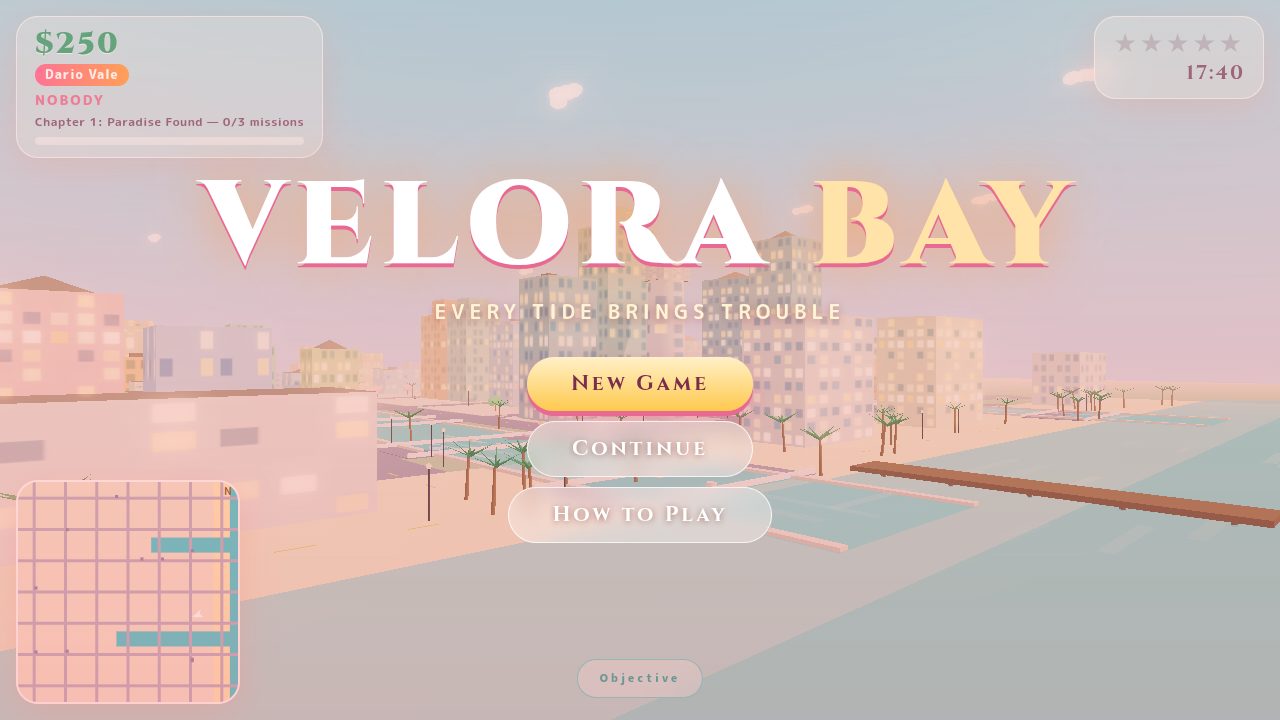 $250
Dario Vale
NOBODY
Chapter 1: Paradise Found — 0/3 missions
★★★★★
17:40
VELORA BAY
EVERY TIDE BRINGS TROUBLE
New Game
Continue
How to Play
N
Objective